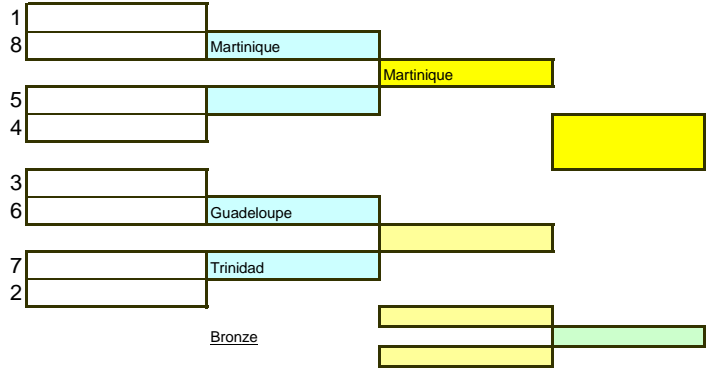 1
8 Martinique
Martinique
5
4
3
6 Guadeloupe
7 Trinidad
2
Bronze